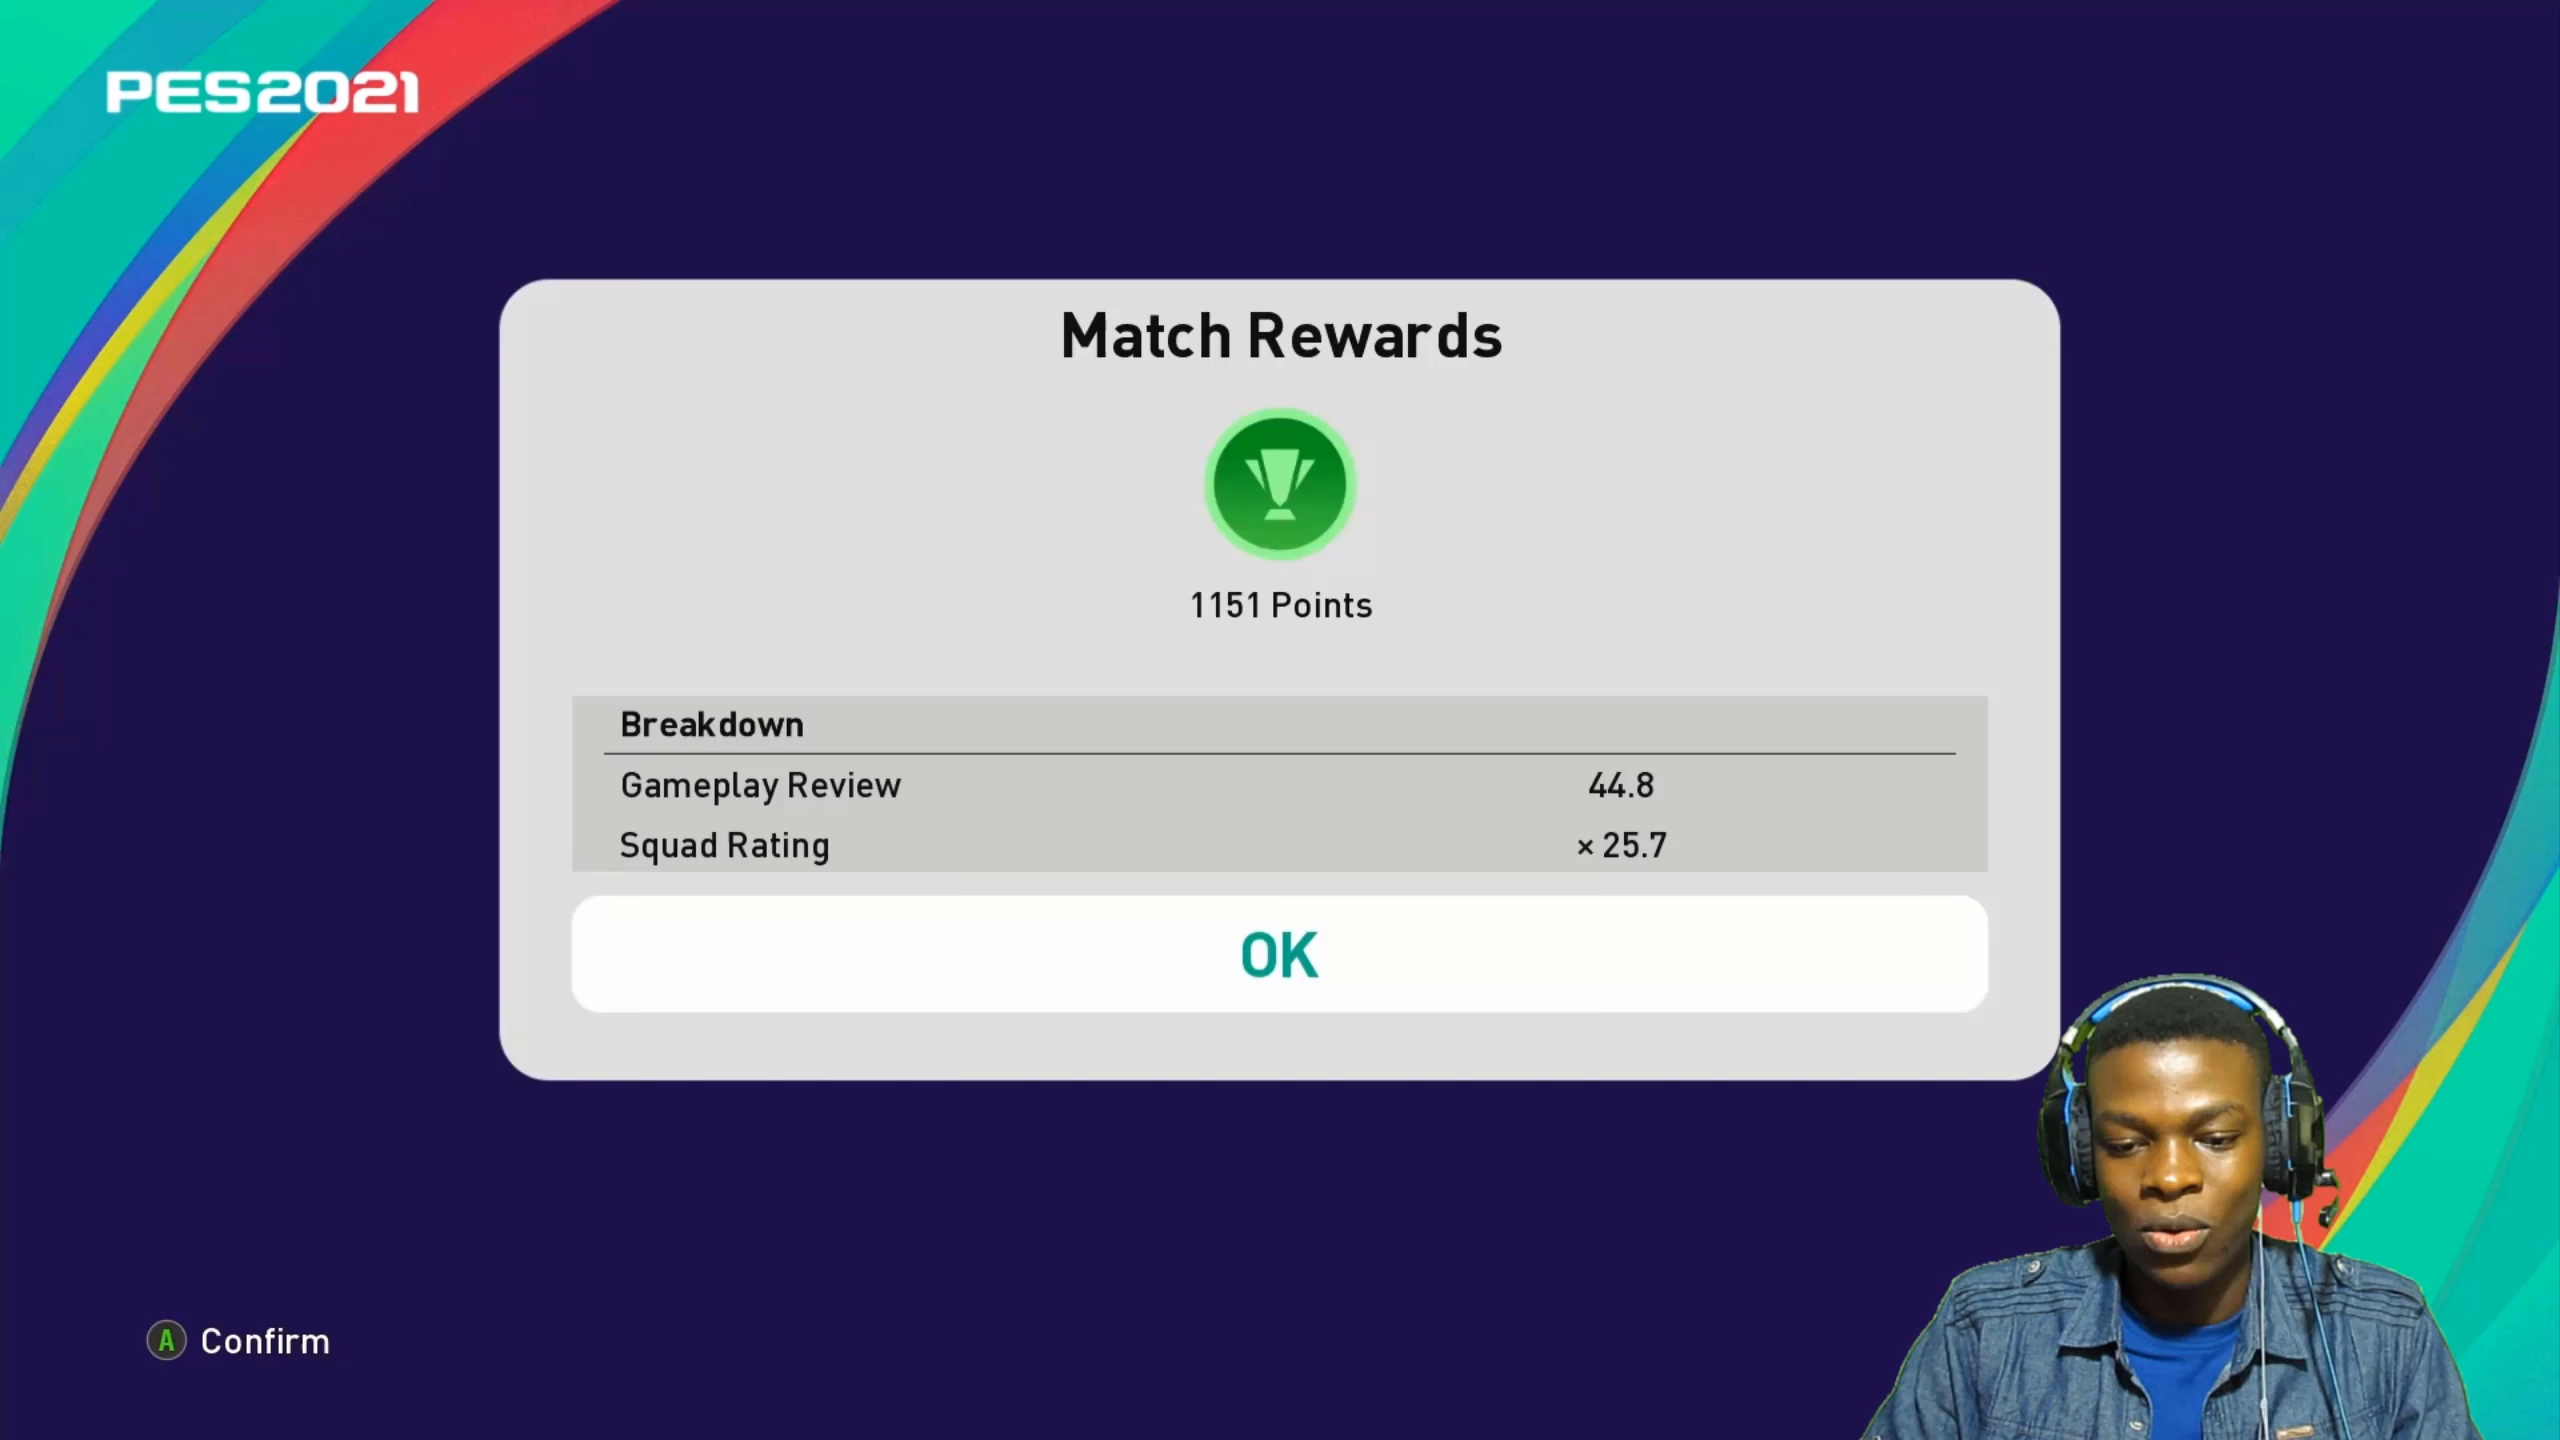 PES2021
Match Rewards
1151 Points
Breakdown
Gameplay Review 44.8
Squad Rating × 25.7
OK
A Confirm